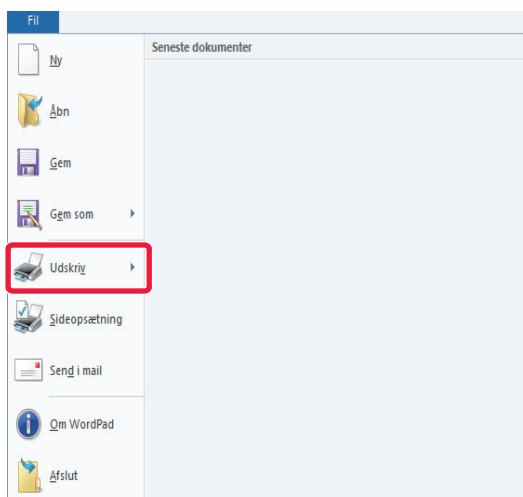 Fil
Seneste dokumenter
Ny
Åbn
Gem
Gem som
Udskriv
Sideopsætning
Send i mail
Om WordPad
Afslut